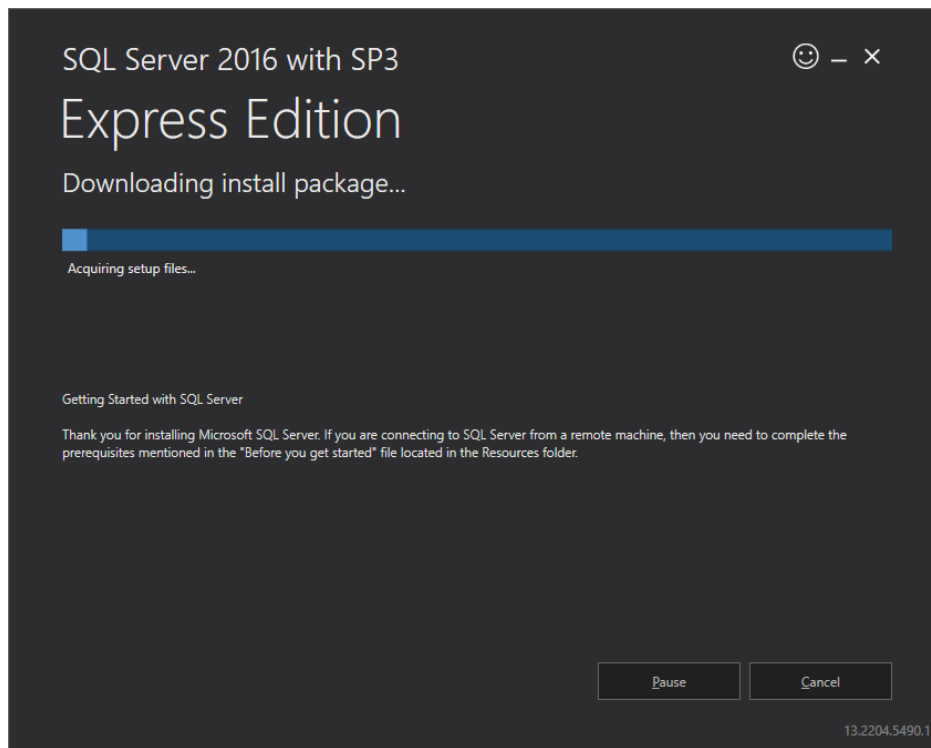 SQL Server 2016 with SP3
Express Edition
Downloading install package...
Acquiring setup files...
Getting Started with SQL Server
Thank you for installing Microsoft SQL Server. If you are connecting to SQL Server from a remote machine, then you need to complete the
prerequisites mentioned in the "Before you get started" file located in the Resources folder.
Pause
Cancel
13.2204.5490.1